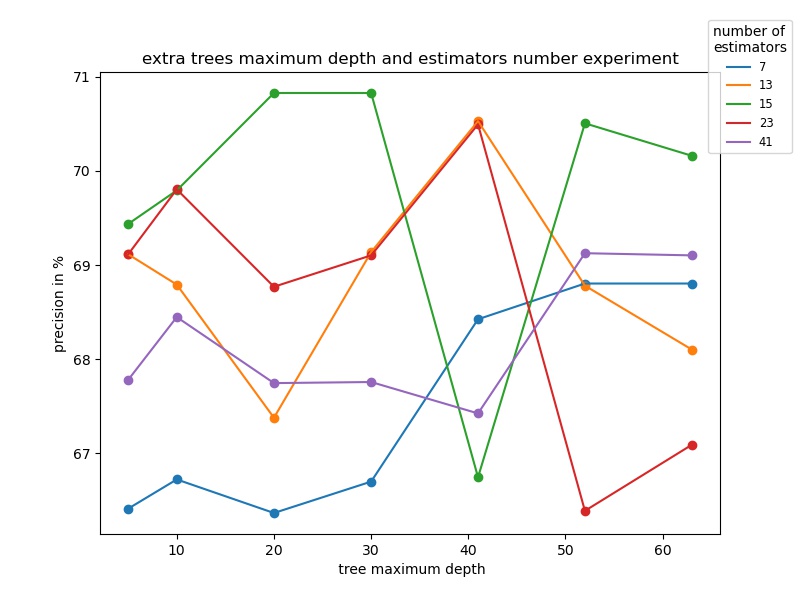 number of
estimators
7
13
15
23
41
extra trees maximum depth and estimators number experiment
71
70
69
68
67
precision in %
10 20 30 40 50 60
tree maximum depth